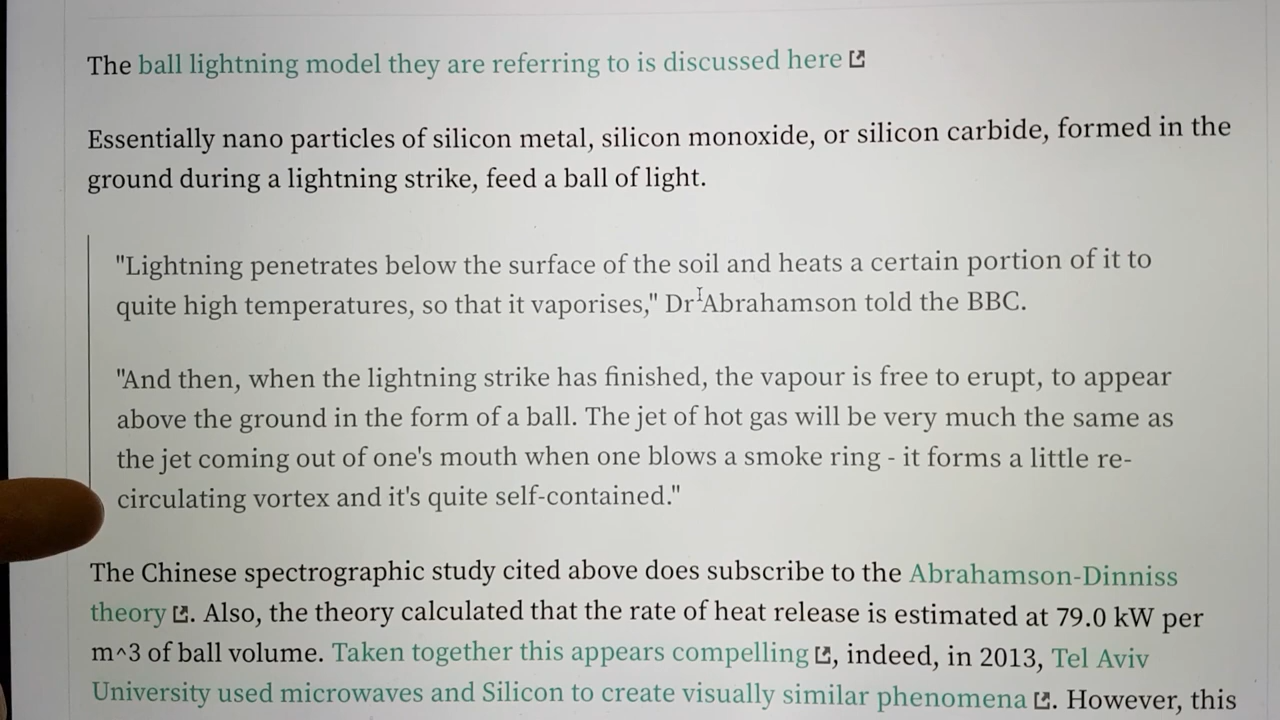 The ball lightning model they are referring to is discussed here
Essentially nano particles of silicon metal, silicon monoxide, or silicon carbide, formed in the
ground during a lightning strike, feed a ball of light.
"Lightning penetrates below the surface of the soil and heats a certain portion of it to
quite high temperatures, so that it vaporises," Dr Abrahamson told the BBC.
"And then, when the lightning strike has finished, the vapour is free to erupt, to appear
above the ground in the form of a ball. The jet of hot gas will be very much the same as
the jet coming out of one's mouth when one blows a smoke ring - it forms a little re-
circulating vortex and it's quite self-contained."
The Chinese spectrographic study cited above does subscribe to the Abrahamson-Dinniss
theory. Also, the theory calculated that the rate of heat release is estimated at 79.0 kW per
m^3 of ball volume. Taken together this appears compelling, indeed, in 2013, Tel Aviv
University used microwaves and Silicon to create visually similar phenomena. However, this